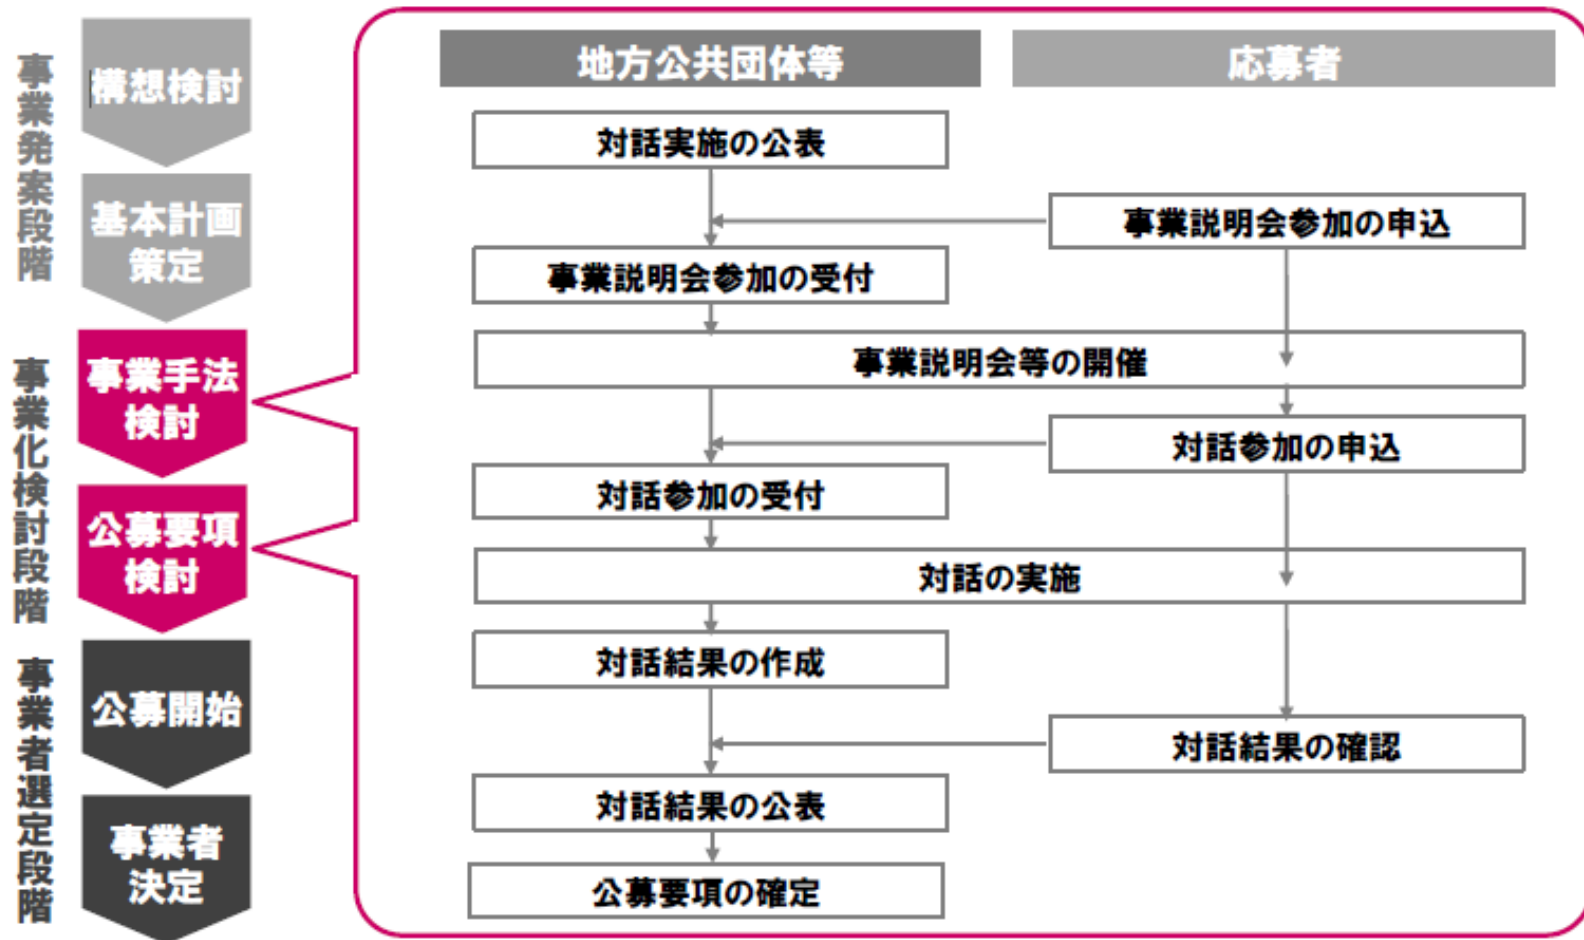 事業発案段階
構想検討
基本計画
策定
事業化検討段階
事業手法
検討
公募要項
検討
事業者選定段階
公募開始
事業者
決定
地方公共団体等
応募者
対話実施の公表
事業説明会参加の申込
事業説明会参加の受付
事業説明会等の開催
対話参加の申込
対話参加の受付
対話の実施
対話結果の作成
対話結果の確認
対話結果の公表
公募要項の確定